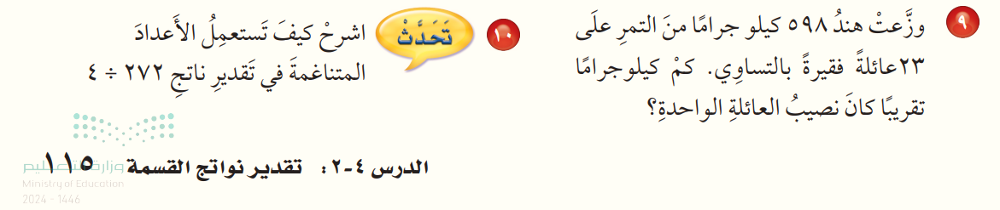 ٩
وزَّعتْ هندُ ٥٩٨ كيلو جرامًا منَ التمرِ علَى
٢٣عائلةً فقيرةً بالتساوِي. كمْ كيلوجرامًا
تقريبًا كانَ نصيبُ العائلةِ الواحدةِ؟
١٠
تَحَدَّثْ
اشرحْ كيفَ تَستعمِلُ الأَعدادَ
المتناغمةَ في تَقديرِ ناتجِ ٢٧٢ ÷ ٤
الدرس ٤-٢ : تقدير نواتج القسمة ١١٥
وزارة التعليم
Ministry of Education
2024 - 1446